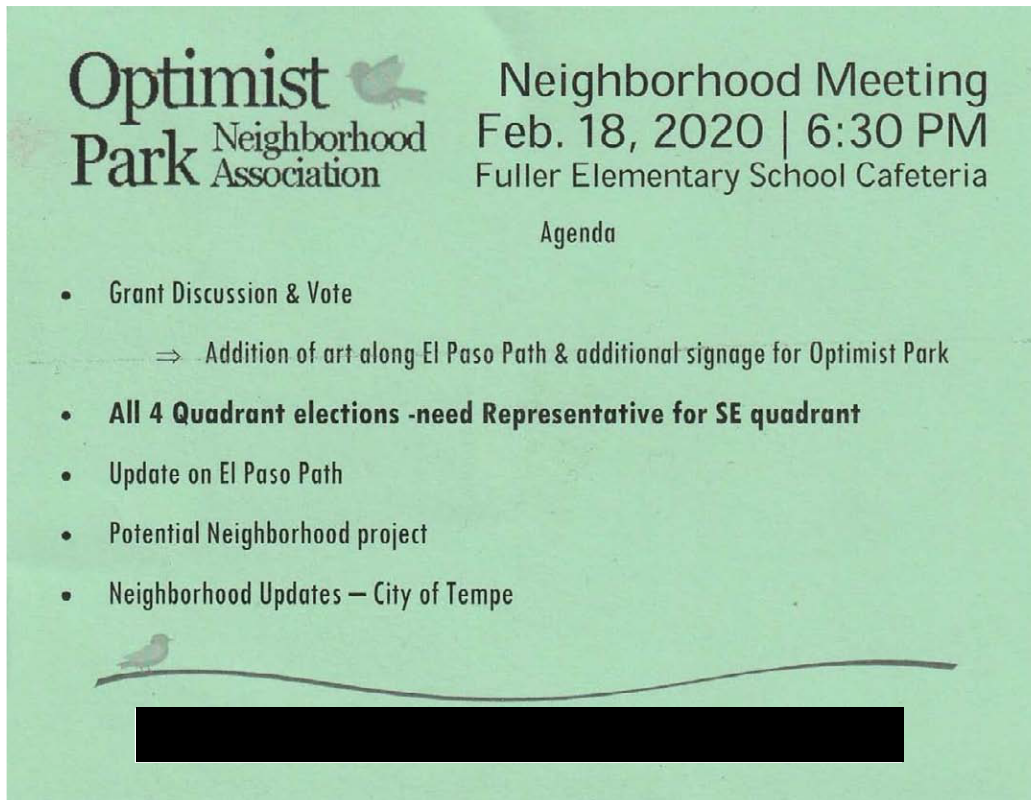 Optimist
Park Neighborhood
Association
Neighborhood Meeting
Feb. 18, 2020 | 6:30 PM
Fuller Elementary School Cafeteria
Agenda
• Grant Discussion & Vote
⇒ Addition of art along El Paso Path & additional signage for Optimist Park
• All 4 Quadrant elections -need Representative for SE quadrant
• Update on El Paso Path
• Potential Neighborhood project
• Neighborhood Updates – City of Tempe